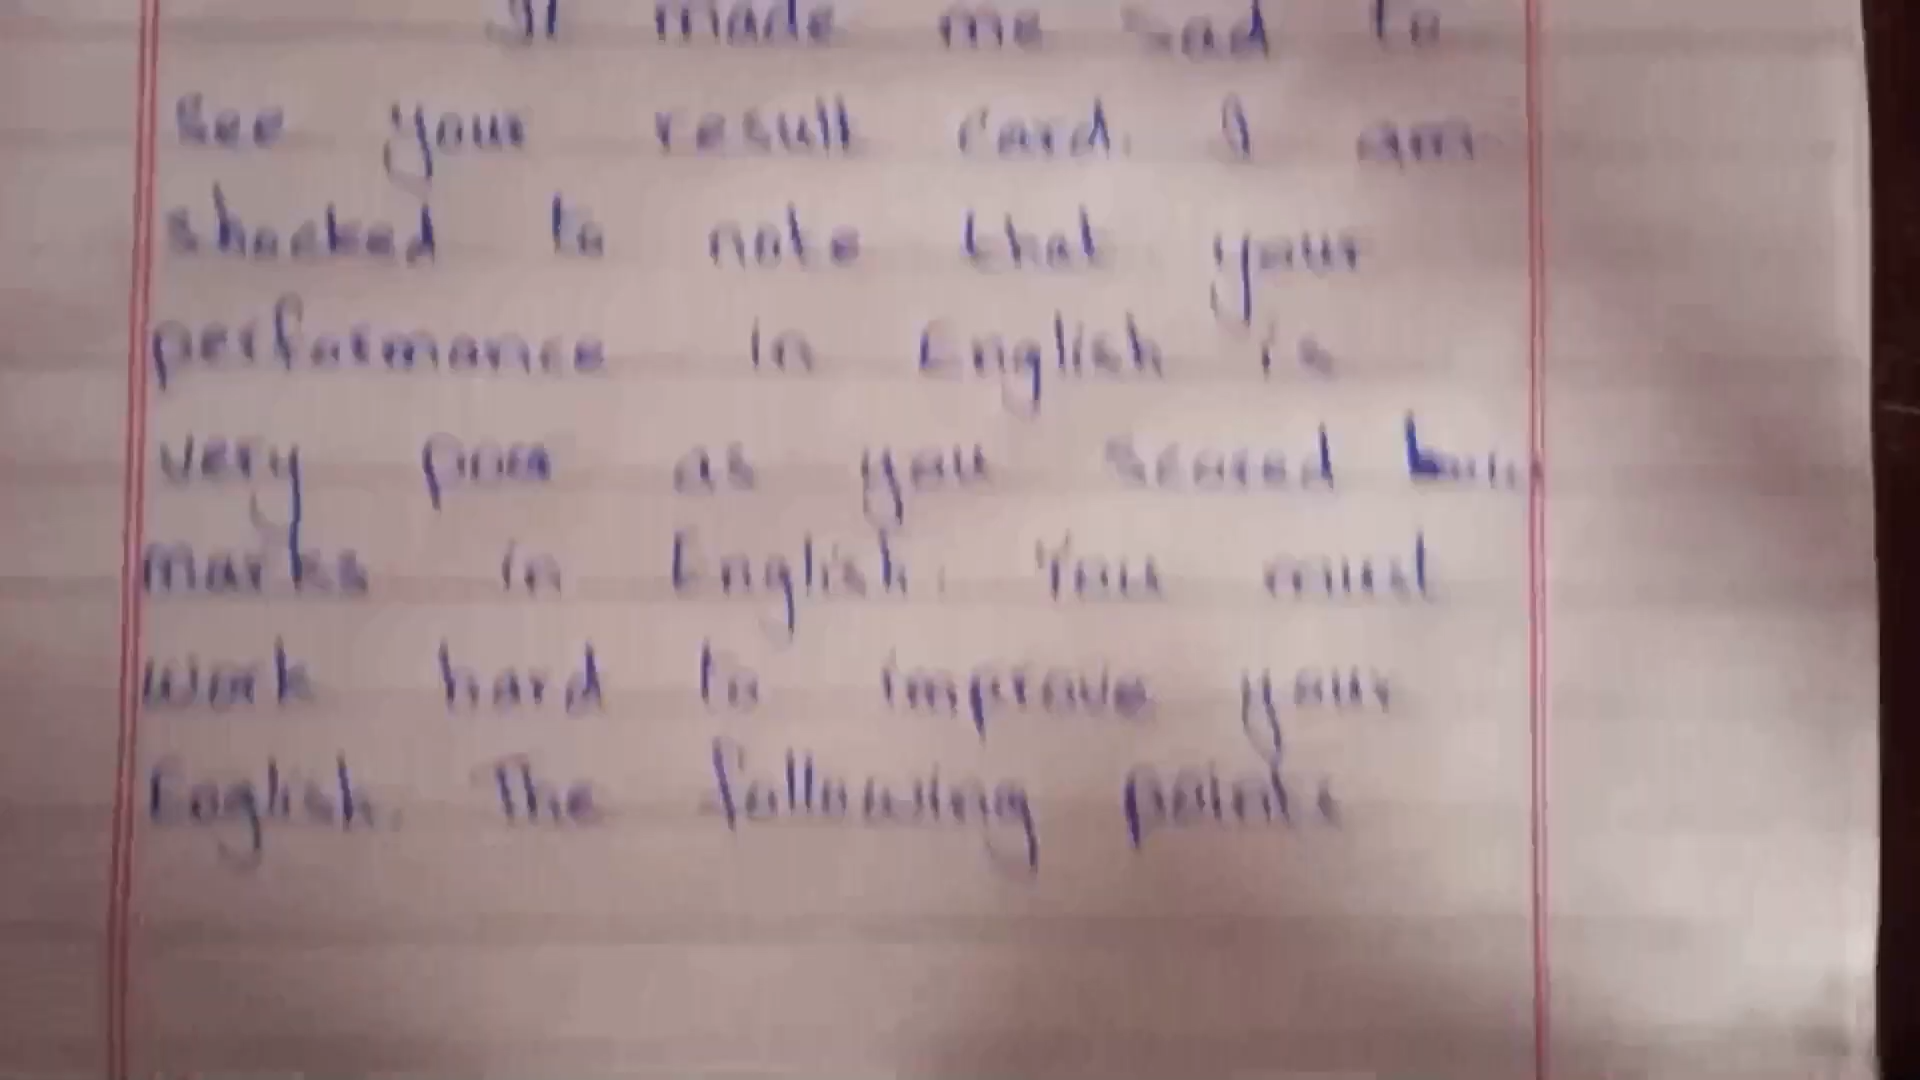 It made me sad to
see your result card. I am
shocked to note that your
performance in English is
very poor as you scored
marks in English. You must
work hard to improve your
English. The following points